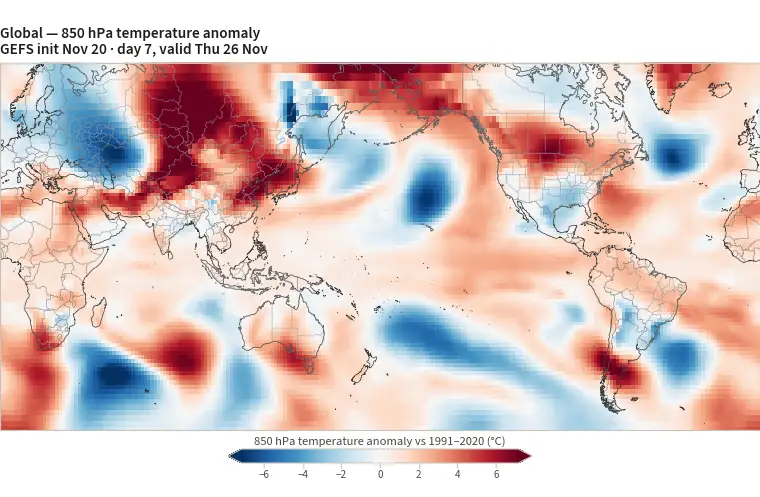 Global — 850 hPa temperature anomaly
GEFS init Nov 20 · day 7, valid Thu 26 Nov
850 hPa temperature anomaly vs 1991–2020 (°C)
−6 −4 −2 0 2 4 6